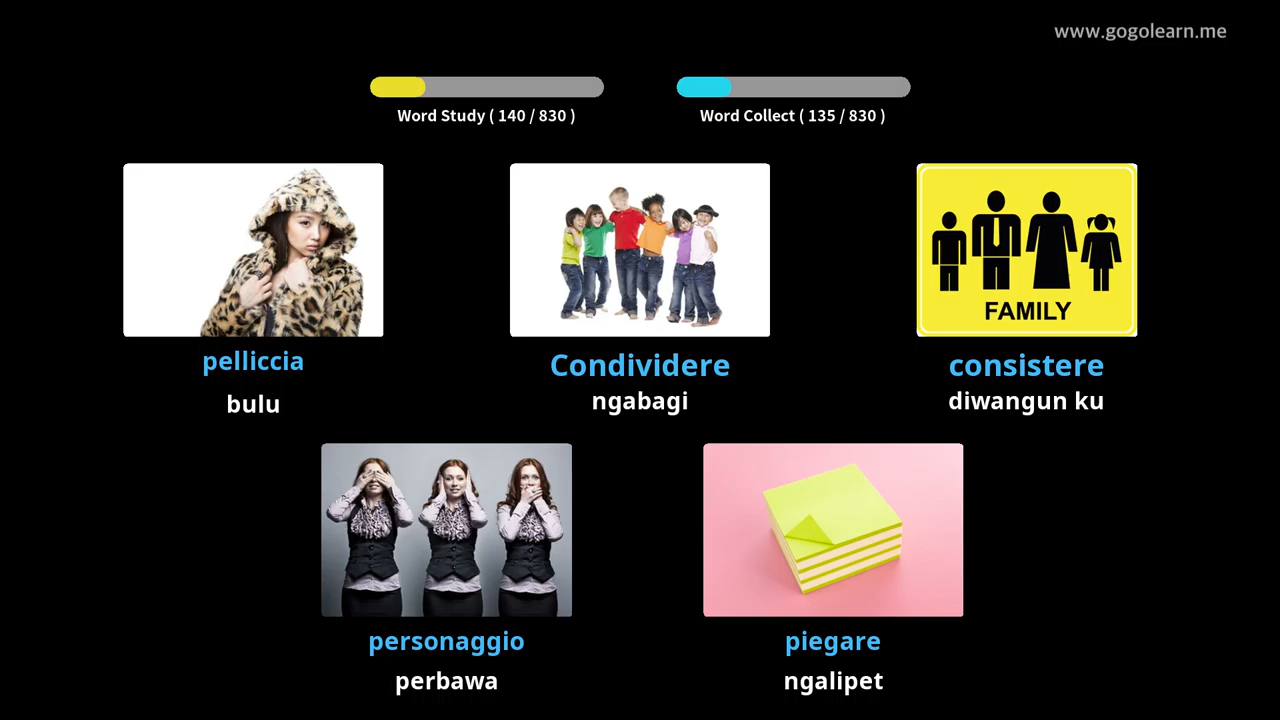 www.gogolearn.me
Word Study ( 140 / 830 )
Word Collect ( 135 / 830 )
FAMILY
pelliccia
Condividere
consistere
bulu
ngabagi
diwangun ku
personaggio
piegare
perbawa
ngalipet